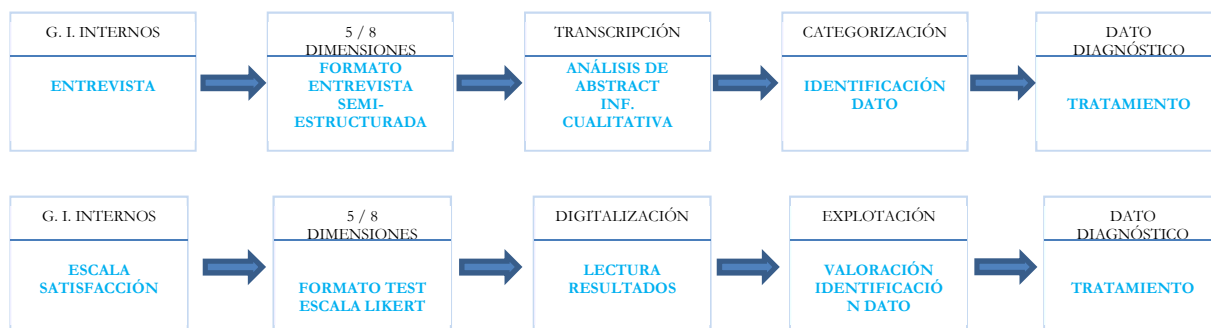 G. I. INTERNOS
ENTREVISTA
5 / 8
DIMENSIONES
FORMATO
ENTREVISTA
SEMI-
ESTRUCTURADA
TRANSCRIPCIÓN
ANÁLISIS DE
ABSTRACT
INF.
CUALITATIVA
CATEGORIZACIÓN
IDENTIFICACIÓN
DATO
DATO
DIAGNÓSTICO
TRATAMIENTO
G. I. INTERNOS
ESCALA
SATISFACCIÓN
5 / 8
DIMENSIONES
FORMATO TEST
ESCALA LIKERT
DIGITALIZACIÓN
LECTURA
RESULTADOS
EXPLOTACIÓN
VALORACIÓN
IDENTIFICACIÓ
N DATO
DATO
DIAGNÓSTICO
TRATAMIENTO